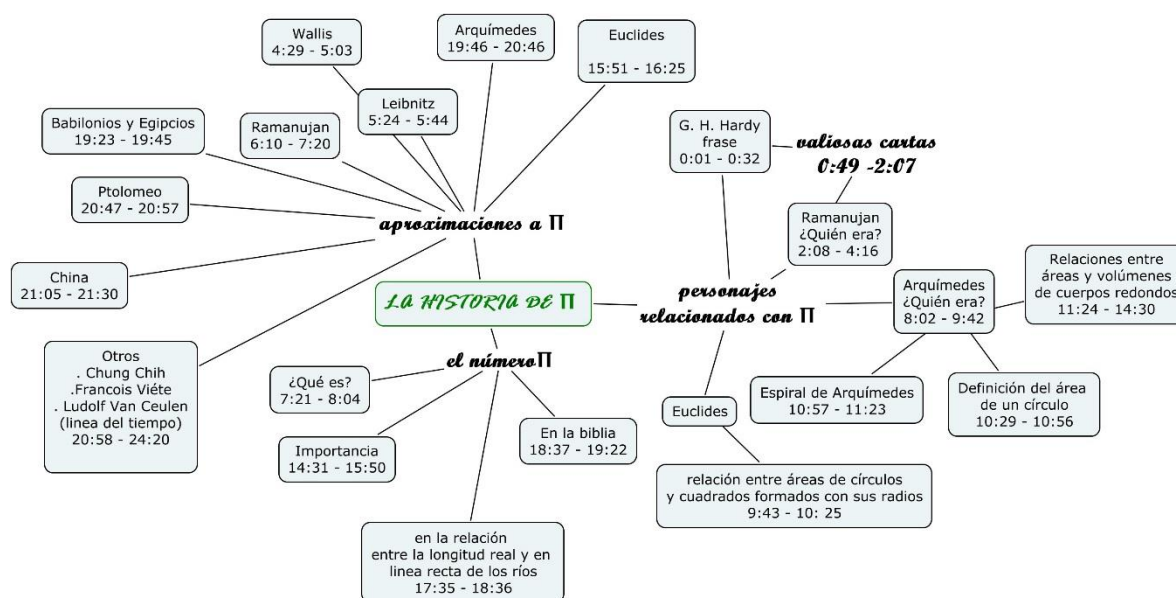 Wallis
4:29 - 5:03
Arquímedes
19:46 - 20:46
Euclides
15:51 - 16:25
Leibnitz
5:24 - 5:44
Babilonios y Egipcios
19:23 - 19:45
Ramanujan
6:10 - 7:20
Ptolomeo
20:47 - 20:57
aproximaciones a Π
China
21:05 - 21:30
Otros
. Chung Chih
.Francois Viéte
. Ludolf Van Ceulen
(linea del tiempo)
20:58 - 24:20
LA HISTORIA DE Π
G. H. Hardy
frase
0:01 - 0:32
valiosas cartas
0:49 -2:07
Ramanujan
¿Quién era?
2:08 - 4:16
personajes
relacionados con Π
Arquímedes
¿Quién era?
8:02 - 9:42
Relaciones entre
áreas y volúmenes
de cuerpos redondos
11:24 - 14:30
Espiral de Arquímedes
10:57 - 11:23
Definición del área
de un círculo
10:29 - 10:56
Euclides
relación entre áreas de círculos
y cuadrados formados con sus radios
9:43 - 10: 25
el númeroΠ
¿Qué es?
7:21 - 8:04
Importancia
14:31 - 15:50
En la biblia
18:37 - 19:22
en la relación
entre la longitud real y en
linea recta de los ríos
17:35 - 18:36